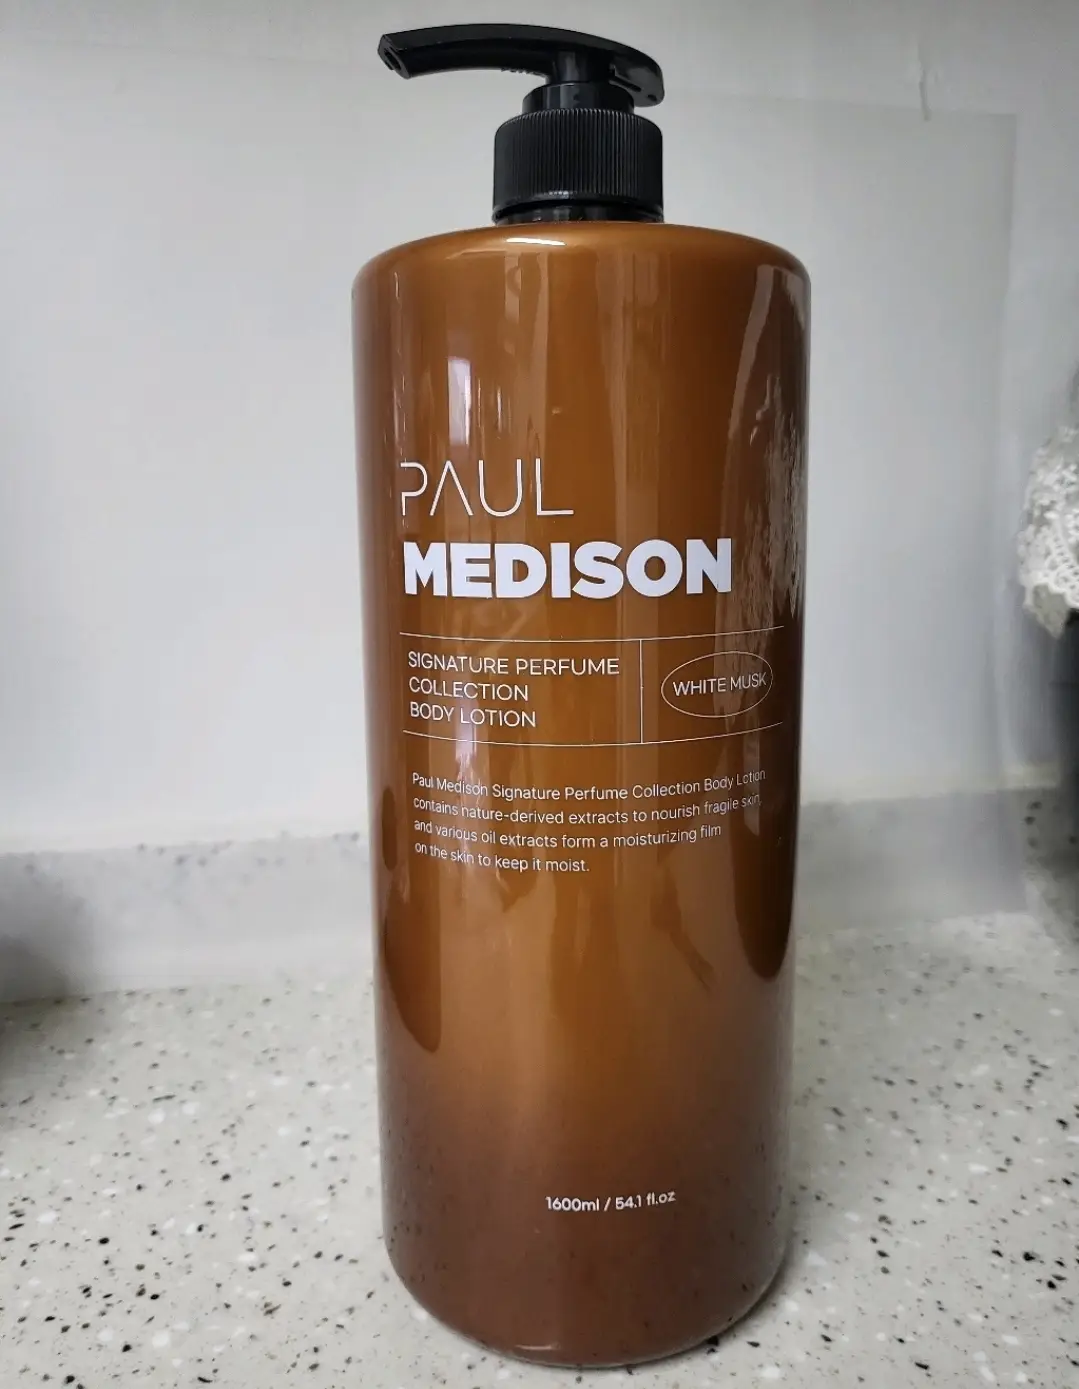 PAUL
MEDISON
SIGNATURE PERFUME
COLLECTION
BODY LOTION
WHITE MUSK
Paul Medison Signature Perfume Collection Body Lotion
contains nature-derived extracts to nourish fragile skin,
and various oil extracts form a moisturizing film
on the skin to keep it moist.
1600ml / 54.1 fl.oz